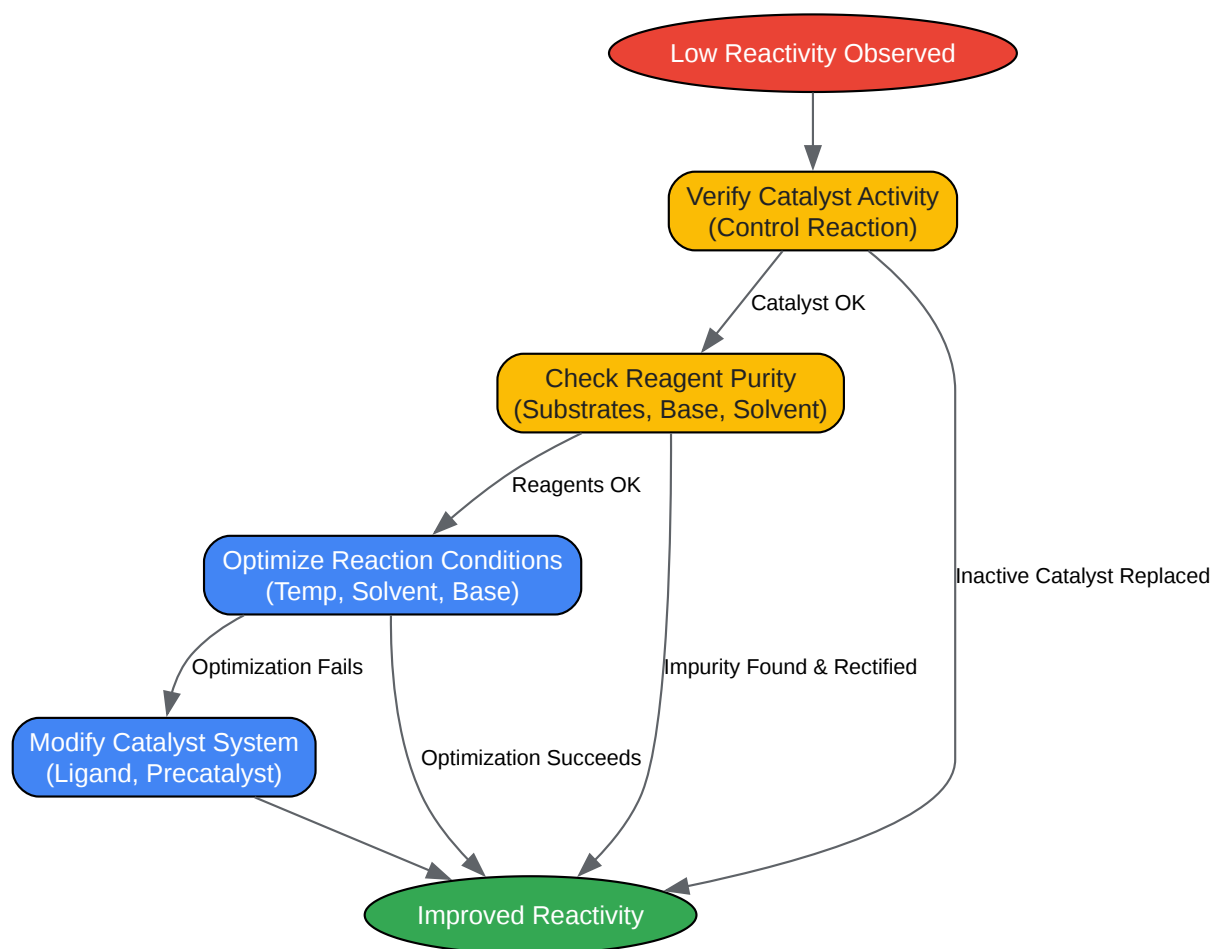 Low Reactivity Observed
Verify Catalyst Activity
(Control Reaction)
Catalyst OK
Check Reagent Purity
(Substrates, Base, Solvent)
Reagents OK
Optimize Reaction Conditions
(Temp, Solvent, Base)
Inactive Catalyst Replaced
Optimization Fails
Impurity Found & Rectified
Modify Catalyst System
(Ligand, Precatalyst)
Optimization Succeeds
Improved Reactivity